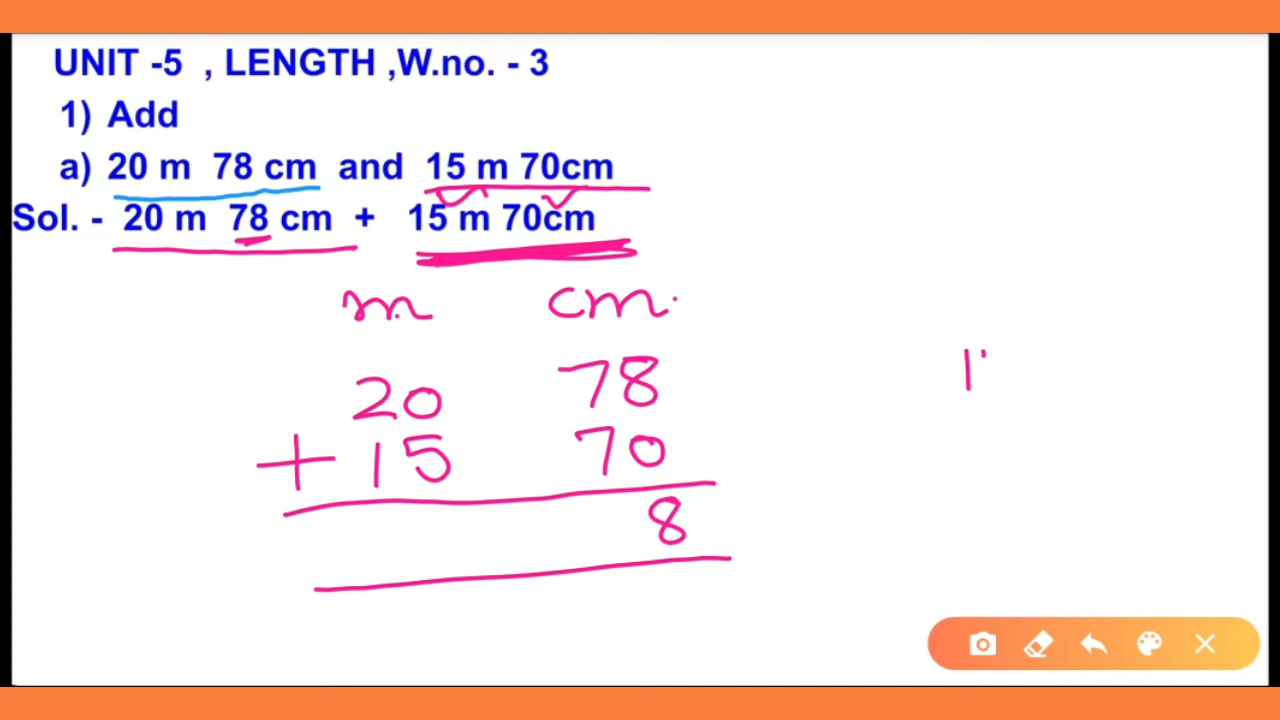 UNIT -5 , LENGTH ,W.no. - 3
1) Add
a) 20 m 78 cm and 15 m 70cm
Sol. - 20 m 78 cm + 15 m 70cm
m. cm.
20 78
+ 15 70
8